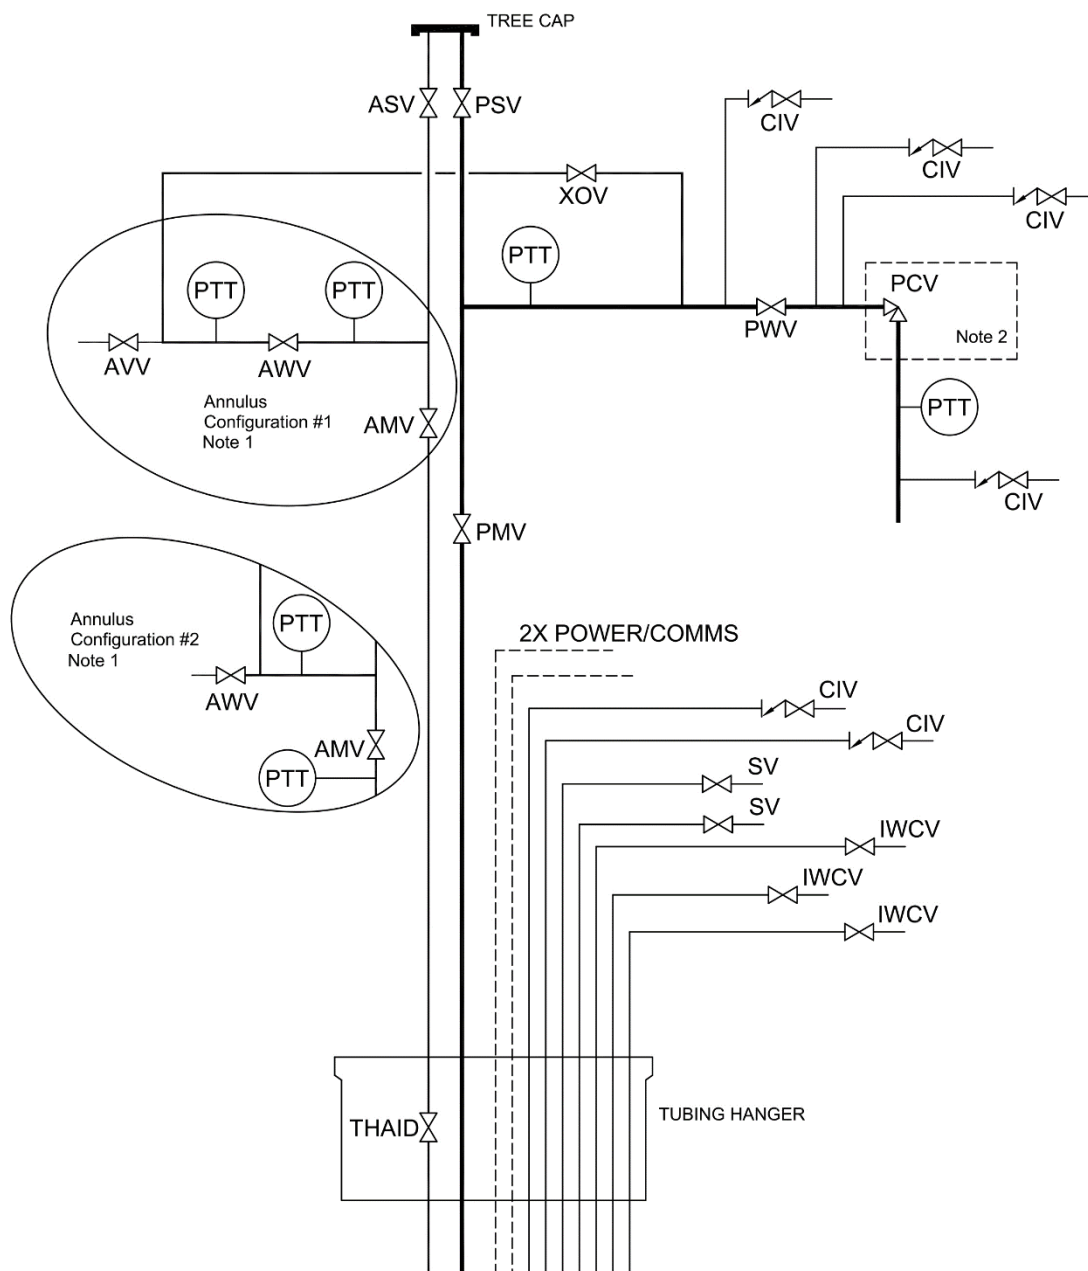 TREE CAP
ASV
PSV
CIV
CIV
XOV
CIV
PTT
PTT
PTT
PCV
PWV
Note 2
AVV
AWV
Annulus
Configuration #1
Note 1
AMV
PTT
CIV
PMV
Annulus
Configuration #2
Note 1
PTT
AWV
AMV
PTT
2X POWER/COMMS
CIV
CIV
SV
SV
IWCV
IWCV
IWCV
THAID
TUBING HANGER